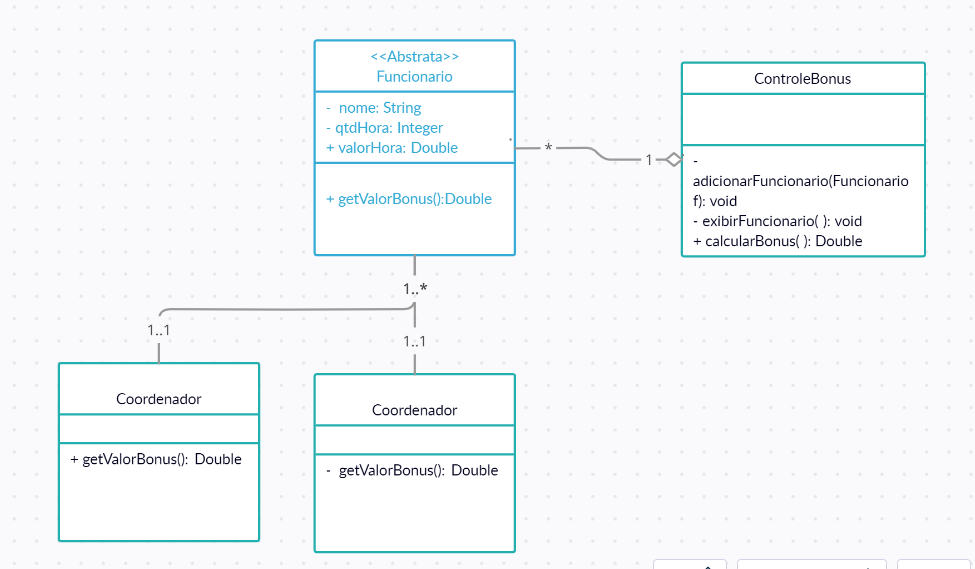 <<Abstrata>>
Funcionario
- nome: String
- qtdHora: Integer
+ valorHora: Double
+ getValorBonus():Double
ControleBonus
-
adicionarFuncionario(Funcionario
f): void
- exibirFuncionario( ): void
+ calcularBonus( ): Double
*
1
1..*
1..1
1..1
Coordenador
+ getValorBonus(): Double
Coordenador
- getValorBonus(): Double